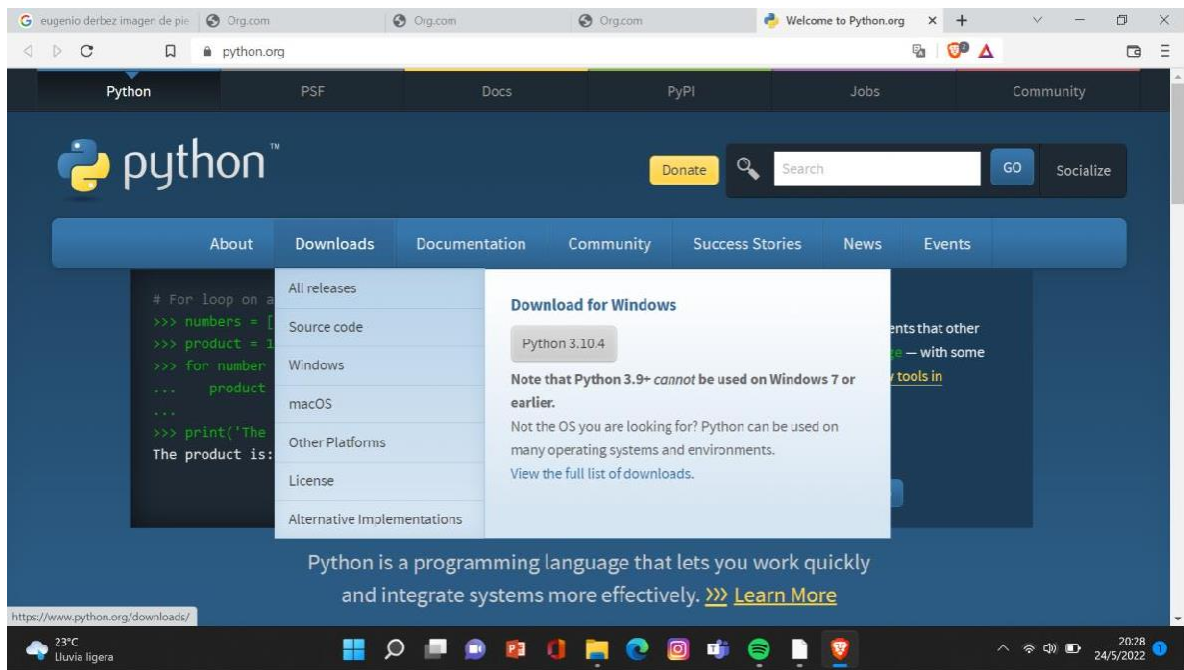 eugenio derbez imagen de pie
Org.com
Org.com
Org.com
Welcome to Python.org
python.org
Python
PSF
Docs
PyPI
Jobs
Community
python™
Donate
Search
GO
Socialize
About
Downloads
Documentation
Community
Success Stories
News
Events
# For loop on a
>>> numbers = [
>>> product = 1
>>> for number
... product
...
>>> print('The
The product is:
All releases
Source code
Windows
macOS
Other Platforms
License
Alternative Implementations
Download for Windows
Python 3.10.4
Note that Python 3.9+ cannot be used on Windows 7 or
earlier.
Not the OS you are looking for? Python can be used on
many operating systems and environments.
View the full list of downloads.
ents that other
— with some
tools in
Python is a programming language that lets you work quickly
and integrate systems more effectively. >>> Learn More
https://www.python.org/downloads/
23°C
Lluvia ligera
20:28
24/5/2022
1